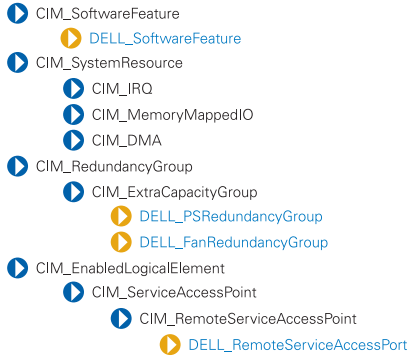 CIM_SoftwareFeature
DELL_SoftwareFeature
CIM_SystemResource
CIM_IRQ
CIM_MemoryMappedIO
CIM_DMA
CIM_RedundancyGroup
CIM_ExtraCapacityGroup
DELL_PSRedundancyGroup
DELL_FanRedundancyGroup
CIM_EnabledLogicalElement
CIM_ServiceAccessPoint
CIM_RemoteServiceAccessPoint
DELL_RemoteServiceAccessPort